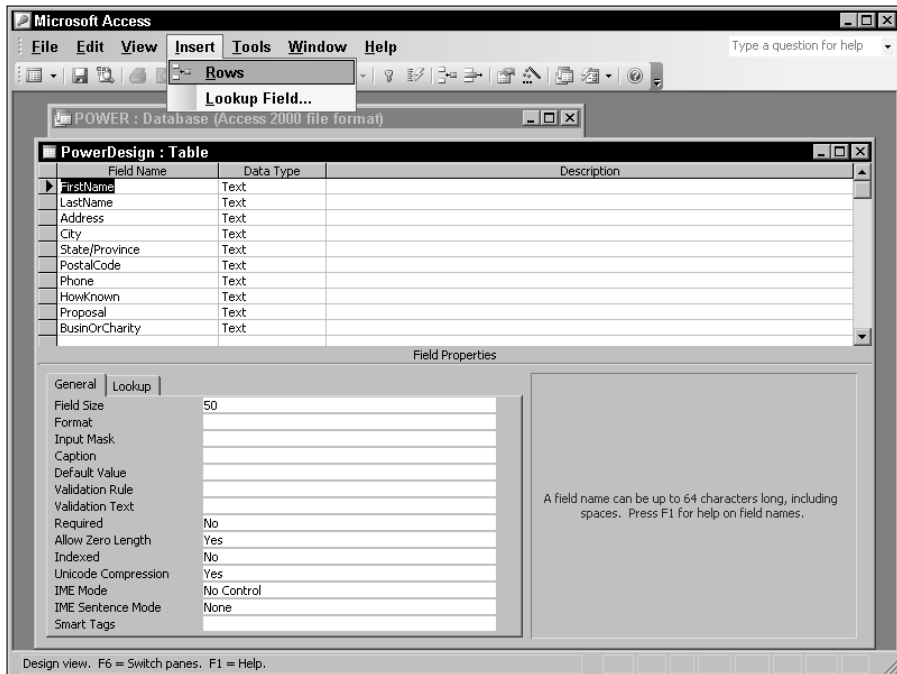 Microsoft Access
File Edit View Insert Tools Window Help Type a question for help
Rows
Lookup Field...
POWER : Database (Access 2000 file format)
PowerDesign : Table
Field Name Data Type Description
FirstName Text
LastName Text
Address Text
City Text
State/Province Text
PostalCode Text
Phone Text
HowKnown Text
Proposal Text
BusinOrCharity Text
Field Properties
General Lookup
Field Size 50
Format
Input Mask
Caption
Default Value
Validation Rule
Validation Text
Required No
Allow Zero Length Yes
Indexed No
Unicode Compression Yes
IME Mode No Control
IME Sentence Mode None
Smart Tags
A field name can be up to 64 characters long, including
spaces. Press F1 for help on field names.
Design view. F6 = Switch panes. F1 = Help.